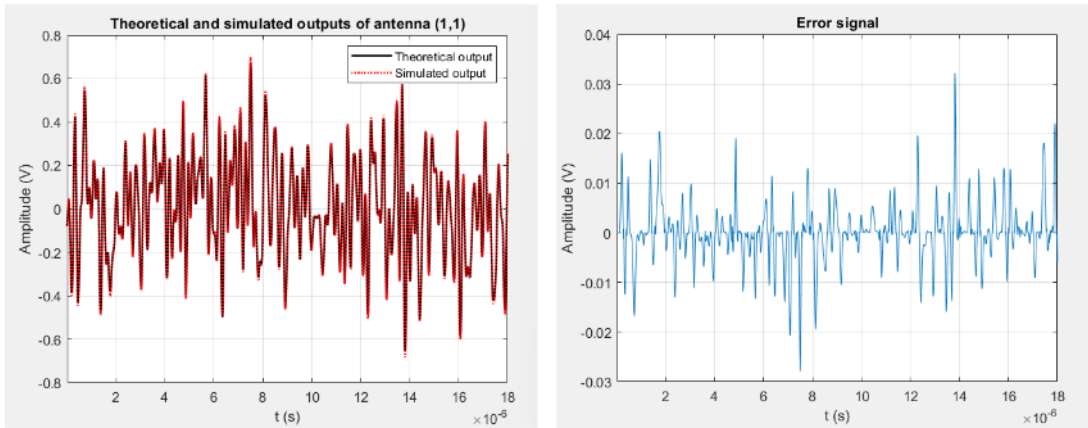 Theoretical and simulated outputs of antenna (1,1)
0.8
0.6
0.4
0.2
0
-0.2
-0.4
-0.6
-0.8
Amplitude (V)
Theoretical output
Simulated output
2 4 6 8 10 12 14 16 18
t (s)
×10-6
Error signal
0.04
0.03
0.02
0.01
0
-0.01
-0.02
-0.03
Amplitude (V)
2 4 6 8 10 12 14 16 18
t (s)
×10-6